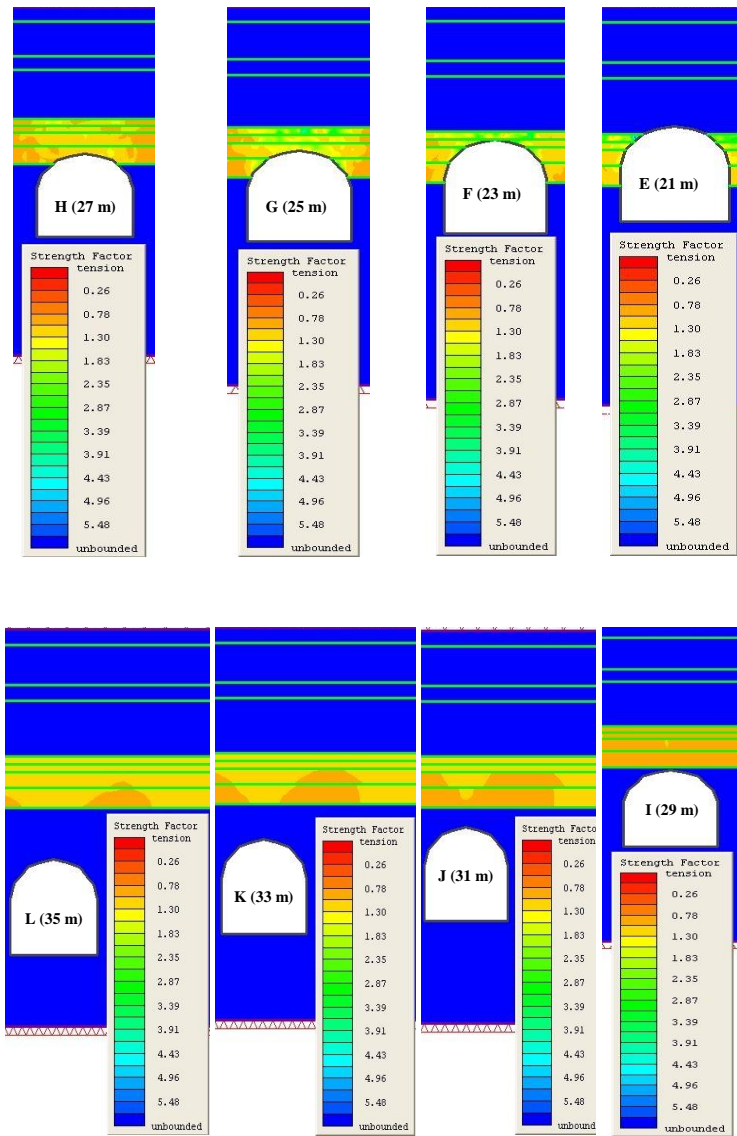 H (27 m)
G (25 m)
F (23 m)
E (21 m)
Strength Factor
tension
0.26
0.78
1.30
1.83
2.35
2.87
3.39
3.91
4.43
4.96
5.48
unbounded
Strength Factor
tension
0.26
0.78
1.30
1.83
2.35
2.87
3.39
3.91
4.43
4.96
5.48
unbounded
Strength Factor
tension
0.26
0.78
1.30
1.83
2.35
2.87
3.39
3.91
4.43
4.96
5.48
unbounded
Strength Factor
tension
0.26
0.78
1.30
1.83
2.35
2.87
3.39
3.91
4.43
4.96
5.48
unbounded
L (35 m)
K (33 m)
J (31 m)
I (29 m)
Strength Factor
tension
0.26
0.78
1.30
1.83
2.35
2.87
3.39
3.91
4.43
4.96
5.48
unbounded
Strength Factor
tension
0.26
0.78
1.30
1.83
2.35
2.87
3.39
3.91
4.43
4.96
5.48
unbounded
Strength Facto
tension
0.26
0.78
1.30
1.83
2.35
2.87
3.39
3.91
4.43
4.96
5.48
unbounded
Strength Factor
tension
0.26
0.78
1.30
1.83
2.35
2.87
3.39
3.91
4.43
4.96
5.48
unbounded